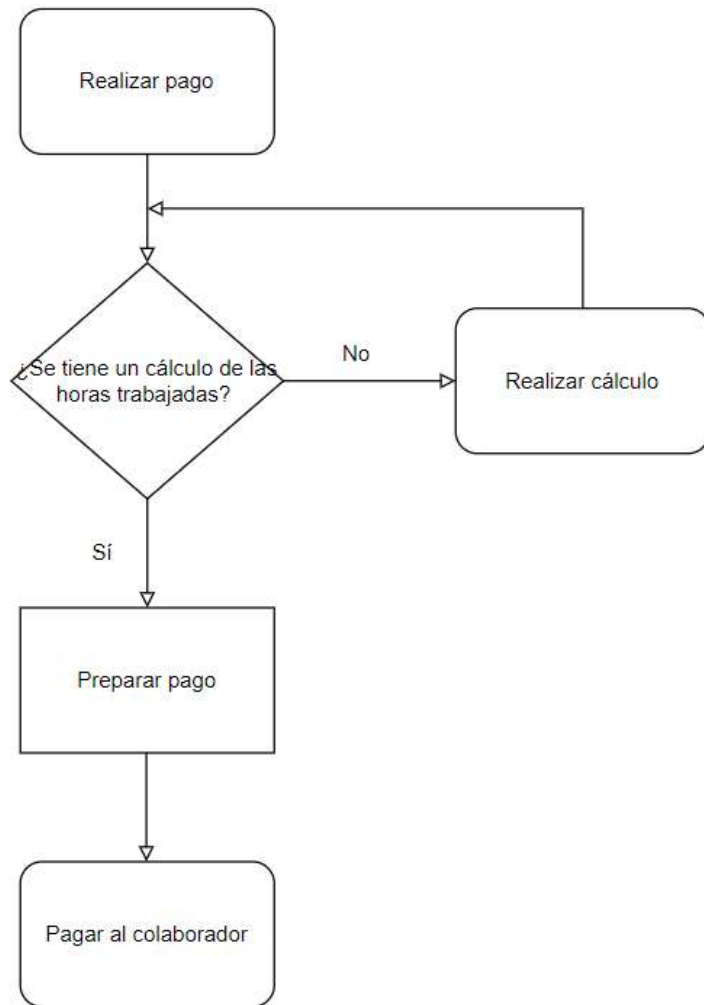 Realizar pago
¿Se tiene un cálculo de las
horas trabajadas?
No
Realizar cálculo
Sí
Preparar pago
Pagar al colaborador